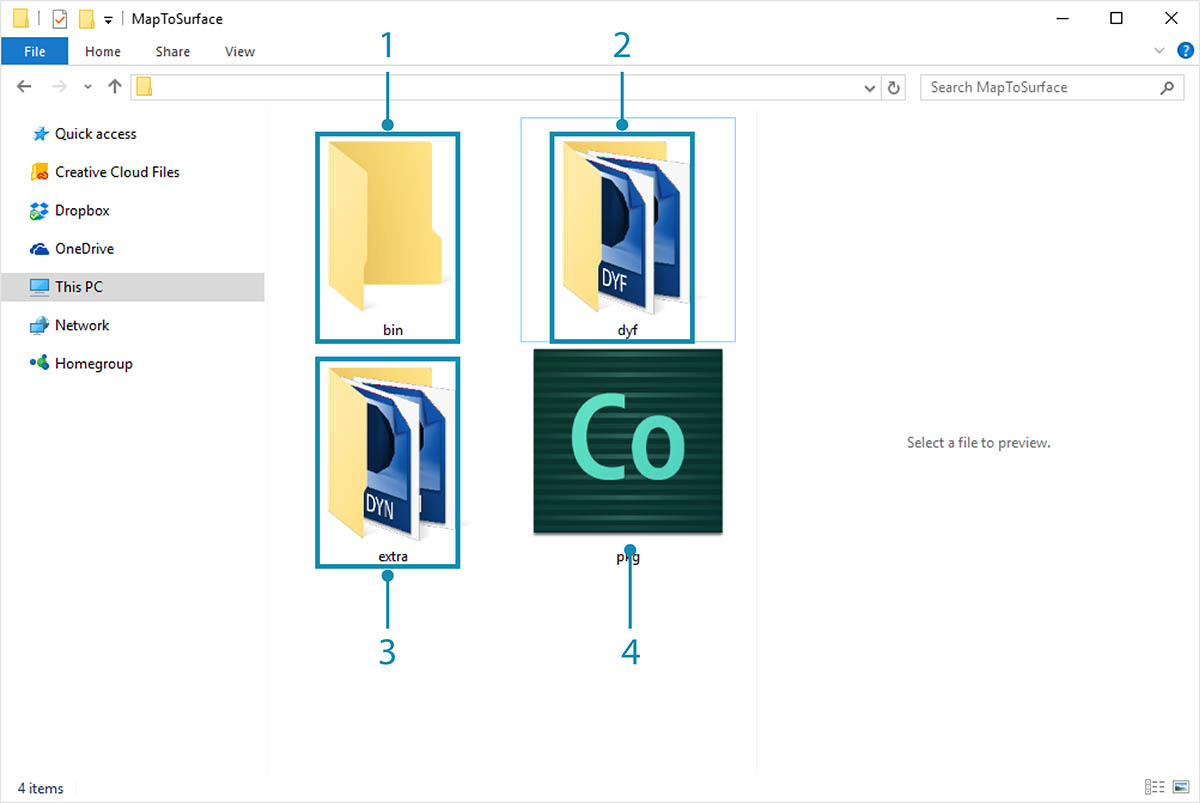 MapToSurface
File Home Share View
?
Search MapToSurface
1 2
Quick access
Creative Cloud Files
Dropbox
OneDrive
This PC
Network
Homegroup
DYF
bin
dyf
Co
DYN
extra
pkg
3 4
Select a file to preview.
4 items